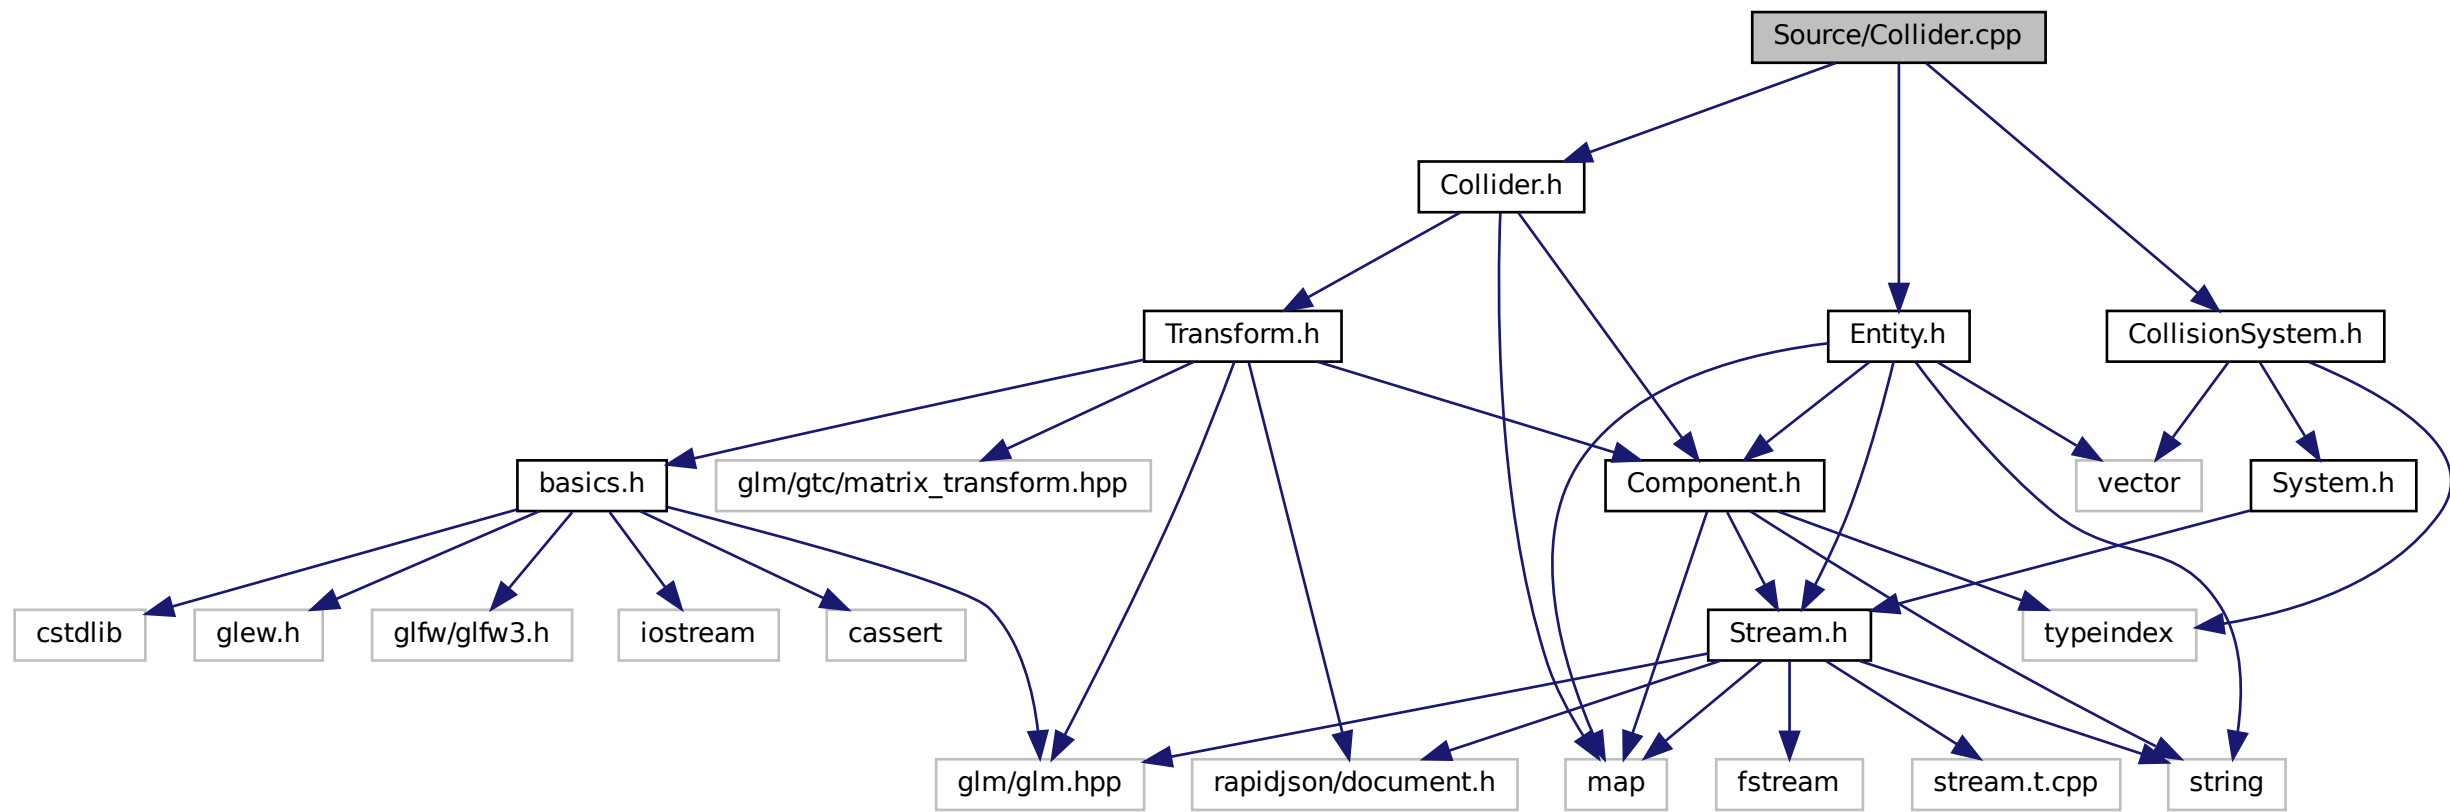 Source/Collider.cpp
Collider.h
Transform.h
Entity.h
CollisionSystem.h
basics.h
glm/gtc/matrix_transform.hpp
Component.h
vector
System.h
cstdlib
glew.h
glfw/glfw3.h
iostream
cassert
Stream.h
typeindex
glm/glm.hpp
rapidjson/document.h
map
fstream
stream.t.cpp
string